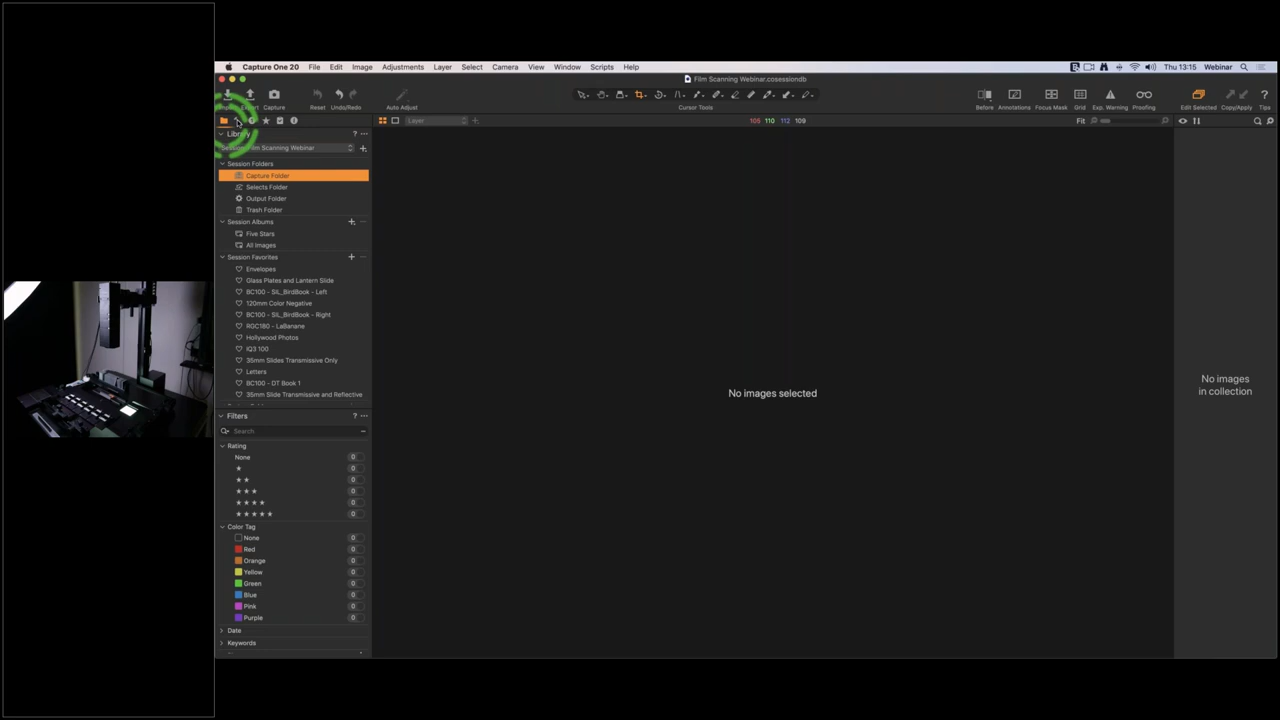 Capture One 20 File Edit Image Adjustments Layer Select Camera View Window Scripts Help Thu 13:15 Webinar
Film Scanning Webinar.cosessiondb
Export Capture Reset Undo/Redo Auto Adjust Cursor Tools Before Annotations Focus Mask Grid Exp. Warning Proofing Edit Selected Copy/Apply Tips
Layer 105 110 112 109 Fit
Library ?
Film Scanning Webinar
Session Folders
Capture Folder
Selects Folder
Output Folder
Trash Folder
Session Albums
Five Stars
All Images
Session Favorites
Envelopes
Glass Plates and Lantern Slide
BC100 - SIL_BirdBook - Left
120mm Color Negative
BC100 - SIL_BirdBook - Right
RGC180 - LaBanane
Hollywood Photos
IQ3 100
35mm Slides Transmissive Only
Letters
BC100 - DT Book 1
35mm Slide Transmissive and Reflective
Filters ?
Search
Rating
None 0
★ 0
★★ 0
★★★ 0
★★★★ 0
★★★★★ 0
Color Tag
None 0
Red 0
Orange 0
Yellow 0
Green 0
Blue 0
Pink 0
Purple 0
Date
Keywords
No images selected
No images
in collection